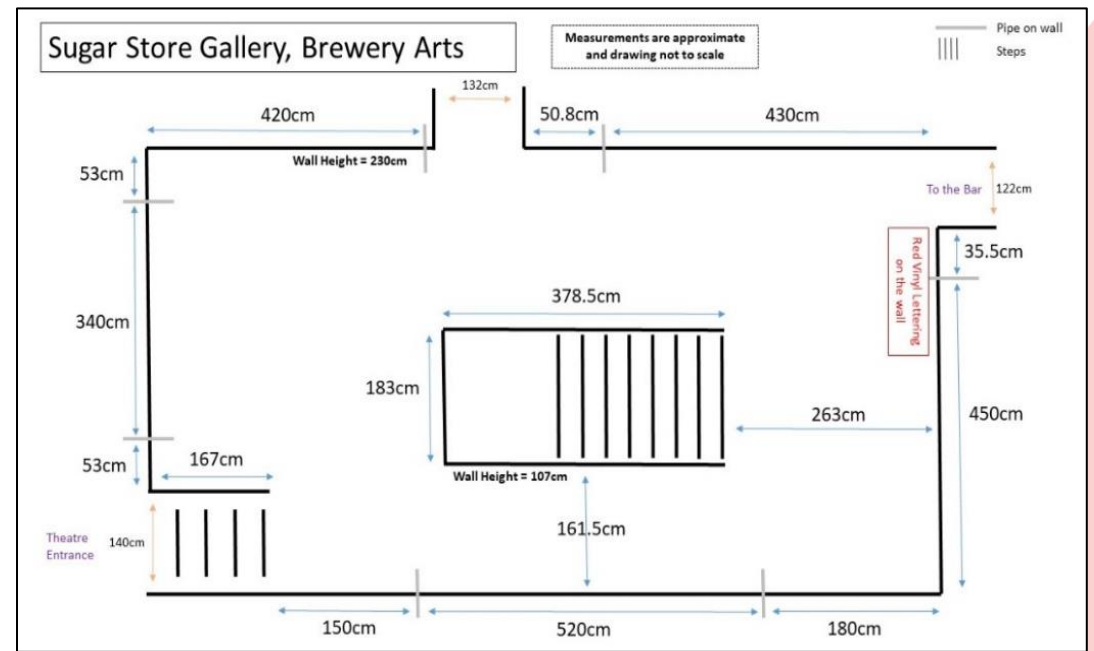 Sugar Store Gallery, Brewery Arts
Measurements are approximate
and drawing not to scale
Pipe on wall
Steps
132cm
420cm
50.8cm
430cm
Wall Height = 230cm
53cm
To the Bar
122cm
Red Vinyl Lettering
on the wall
35.5cm
340cm
378.5cm
183cm
263cm
450cm
53cm
167cm
Wall Height = 107cm
161.5cm
Theatre
Entrance
140cm
150cm
520cm
180cm